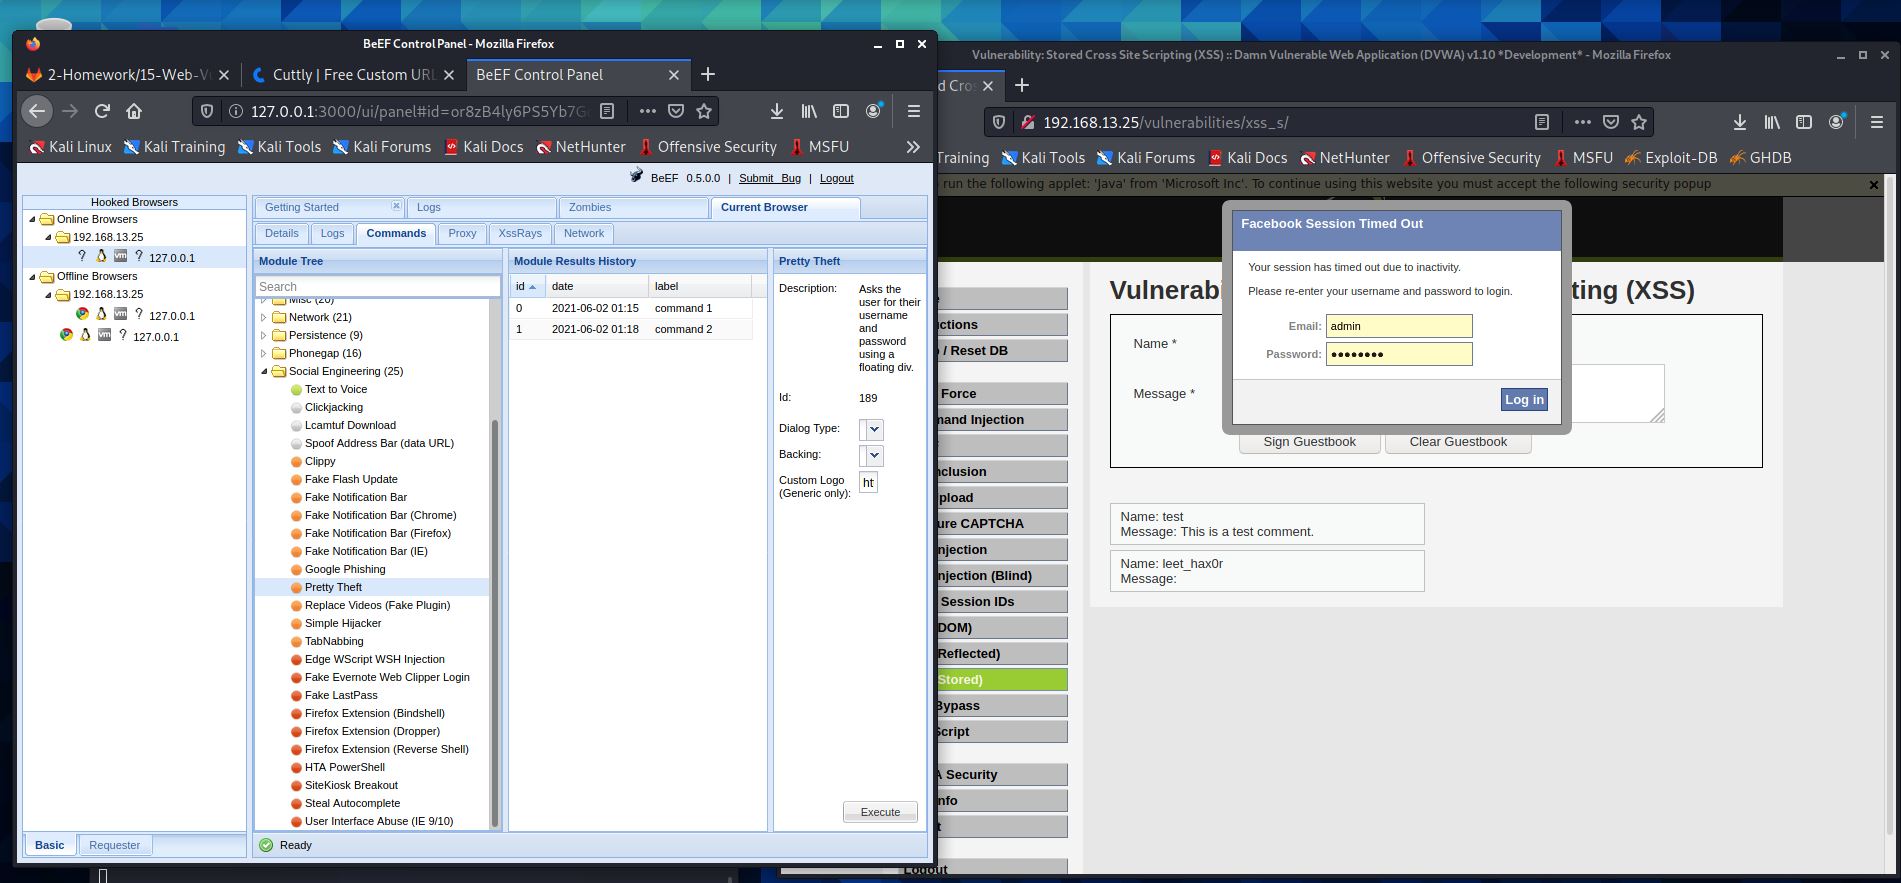 BeEF Control Panel - Mozilla Firefox
2-Homework/15-Web-Vu
Cuttly | Free Custom URL
BeEF Control Panel
127.0.0.1:3000/ui/panel#id=or8zB4ly6PS5Yb7G
Kali Linux
Kali Training
Kali Tools
Kali Forums
Kali Docs
NetHunter
Offensive Security
MSFU
BeEF 0.5.0.0 | Submit Bug | Logout
Hooked Browsers
Online Browsers
192.168.13.25
? ? 127.0.0.1
Offline Browsers
192.168.13.25
? 127.0.0.1
? 127.0.0.1
Basic
Requester
Getting Started
Logs
Zombies
Current Browser
Details
Logs
Commands
Proxy
XssRays
Network
Module Tree
Search
Misc (20)
Network (21)
Persistence (9)
Phonegap (16)
Social Engineering (25)
Text to Voice
Clickjacking
Lcamtuf Download
Spoof Address Bar (data URL)
Clippy
Fake Flash Update
Fake Notification Bar
Fake Notification Bar (Chrome)
Fake Notification Bar (Firefox)
Fake Notification Bar (IE)
Google Phishing
Pretty Theft
Replace Videos (Fake Plugin)
Simple Hijacker
TabNabbing
Edge WScript WSH Injection
Fake Evernote Web Clipper Login
Fake LastPass
Firefox Extension (Bindshell)
Firefox Extension (Dropper)
Firefox Extension (Reverse Shell)
HTA PowerShell
SiteKiosk Breakout
Steal Autocomplete
User Interface Abuse (IE 9/10)
Module Results History
id date label
0 2021-06-02 01:15 command 1
1 2021-06-02 01:18 command 2
Pretty Theft
Description: Asks the
user for their
username
and
password
using a
floating div.
Id: 189
Dialog Type:
Backing:
Custom Logo
(Generic only): ht
Execute
Ready
Vulnerability: Stored Cross Site Scripting (XSS) :: Damn Vulnerable Web Application (DVWA) v1.10 *Development* - Mozilla Firefox
d Cros
192.168.13.25/vulnerabilities/xss_s/
Training
Kali Tools
Kali Forums
Kali Docs
NetHunter
Offensive Security
MSFU
Exploit-DB
GHDB
run the following applet: 'Java' from 'Microsoft Inc'. To continue using this website you must accept the following security popup
e
uctions
/ Reset DB
Force
mand Injection
nclusion
pload
ure CAPTCHA
njection
njection (Blind)
Session IDs
DOM)
Reflected)
Stored)
Bypass
Script
A Security
nfo
t
Logout
Vulnerabi
ting (XSS)
Name *
Message *
Sign Guestbook
Clear Guestbook
Name: test
Message: This is a test comment.
Name: leet_hax0r
Message:
Facebook Session Timed Out
Your session has timed out due to inactivity.
Please re-enter your username and password to login.
Email: admin
Password: ●●●●●●●●
Log in